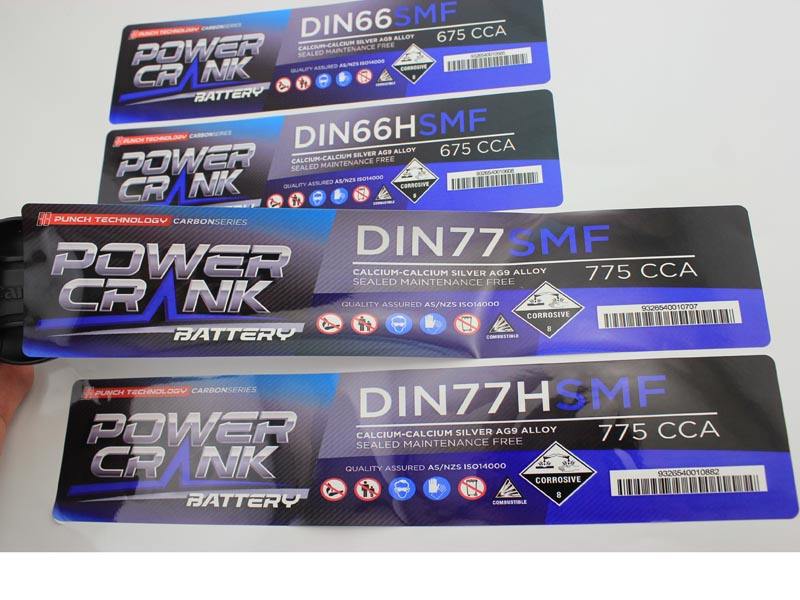 PUNCH TECHNOLOGY CARBONSERIES
POWER
CRANK
BATTERY
DIN66SMF
CALCIUM-CALCIUM SILVER AG9 ALLOY
SEALED MAINTENANCE FREE
675 CCA
QUALITY ASSURED AS/NZS ISO14000
COMBUSTIBLE
CORROSIVE
8
PUNCH TECHNOLOGY CARBONSERIES
POWER
CRANK
BATTERY
DIN66HSMF
CALCIUM-CALCIUM SILVER AG9 ALLOY
SEALED MAINTENANCE FREE
675 CCA
QUALITY ASSURED AS/NZS ISO14000
COMBUSTIBLE
CORROSIVE
8
PUNCH TECHNOLOGY CARBONSERIES
POWER
CRANK
BATTERY
DIN77SMF
CALCIUM-CALCIUM SILVER AG9 ALLOY
SEALED MAINTENANCE FREE
775 CCA
QUALITY ASSURED AS/NZS ISO14000
COMBUSTIBLE
CORROSIVE
8
9326540010707
PUNCH TECHNOLOGY CARBONSERIES
POWER
CRANK
BATTERY
DIN77HSMF
CALCIUM-CALCIUM SILVER AG9 ALLOY
SEALED MAINTENANCE FREE
775 CCA
QUALITY ASSURED AS/NZS ISO14000
COMBUSTIBLE
CORROSIVE
8
9326540010882